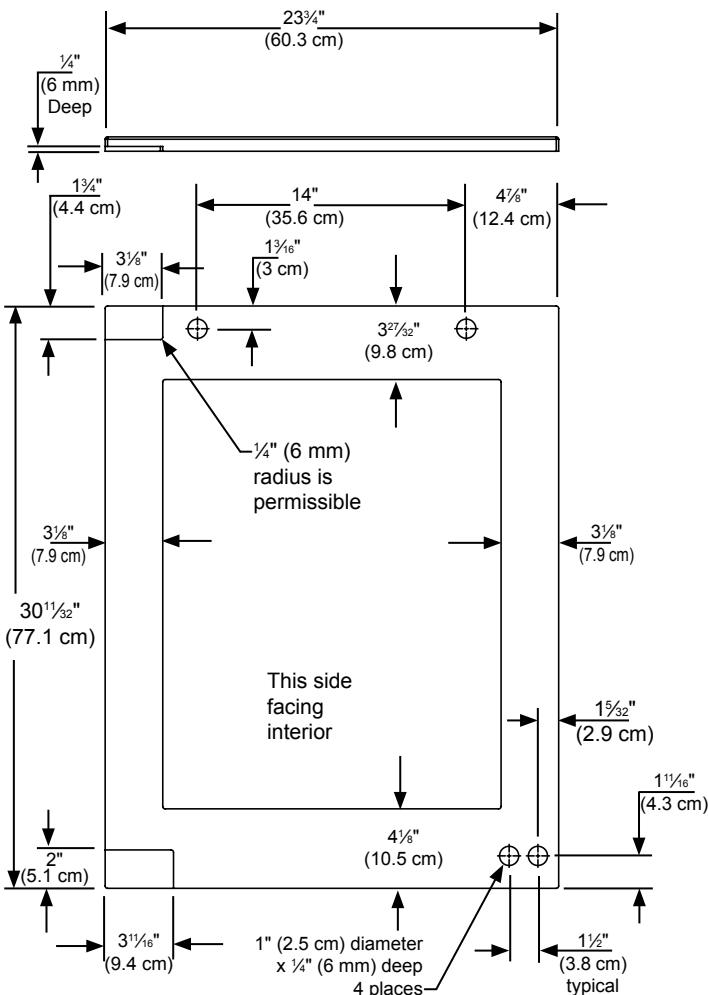 23¾"
(60.3 cm)
¼"
(6 mm)
Deep
1¾"
(4.4 cm)
14"
(35.6 cm)
4⅞"
(12.4 cm)
3⅛"
(7.9 cm)
1³⁄₁₆"
(3 cm)
3²⁷⁄₃₂"
(9.8 cm)
¼" (6 mm)
radius is
permissible
3⅛"
(7.9 cm)
3⅛"
(7.9 cm)
30¹¹⁄₃₂"
(77.1 cm)
This side
facing
interior
1⁵⁄₃₂"
(2.9 cm)
1¹¹⁄₁₆"
(4.3 cm)
2"
(5.1 cm)
4⅛"
(10.5 cm)
3¹¹⁄₁₆"
(9.4 cm)
1" (2.5 cm) diameter
x ¼" (6 mm) deep
4 places
1½"
(3.8 cm)
typical